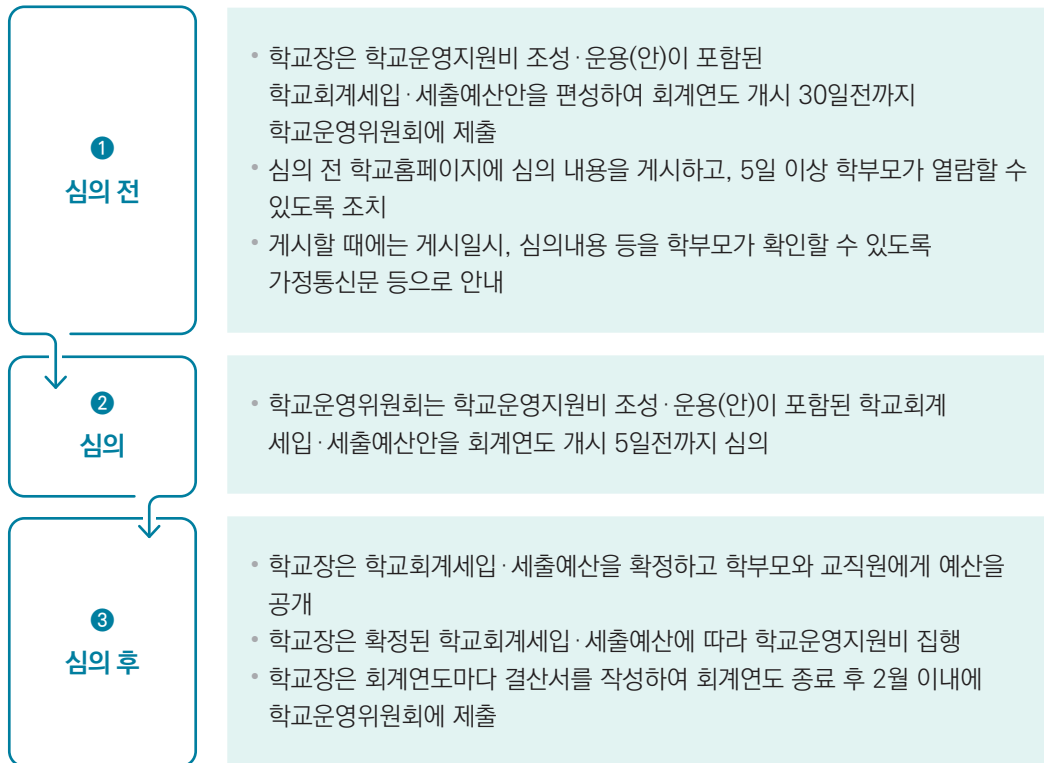 ❶
심의 전
• 학교장은 학교운영지원비 조성·운용(안)이 포함된
학교회계세입·세출예산안을 편성하여 회계연도 개시 30일전까지
학교운영위원회에 제출
• 심의 전 학교홈페이지에 심의 내용을 게시하고, 5일 이상 학부모가 열람할 수
있도록 조치
• 게시할 때에는 게시일시, 심의내용 등을 학부모가 확인할 수 있도록
가정통신문 등으로 안내
❷
심의
• 학교운영위원회는 학교운영지원비 조성·운용(안)이 포함된 학교회계
세입·세출예산안을 회계연도 개시 5일전까지 심의
❸
심의 후
• 학교장은 학교회계세입·세출예산을 확정하고 학부모와 교직원에게 예산을
공개
• 학교장은 확정된 학교회계세입·세출예산에 따라 학교운영지원비 집행
• 학교장은 회계연도마다 결산서를 작성하여 회계연도 종료 후 2월 이내에
학교운영위원회에 제출